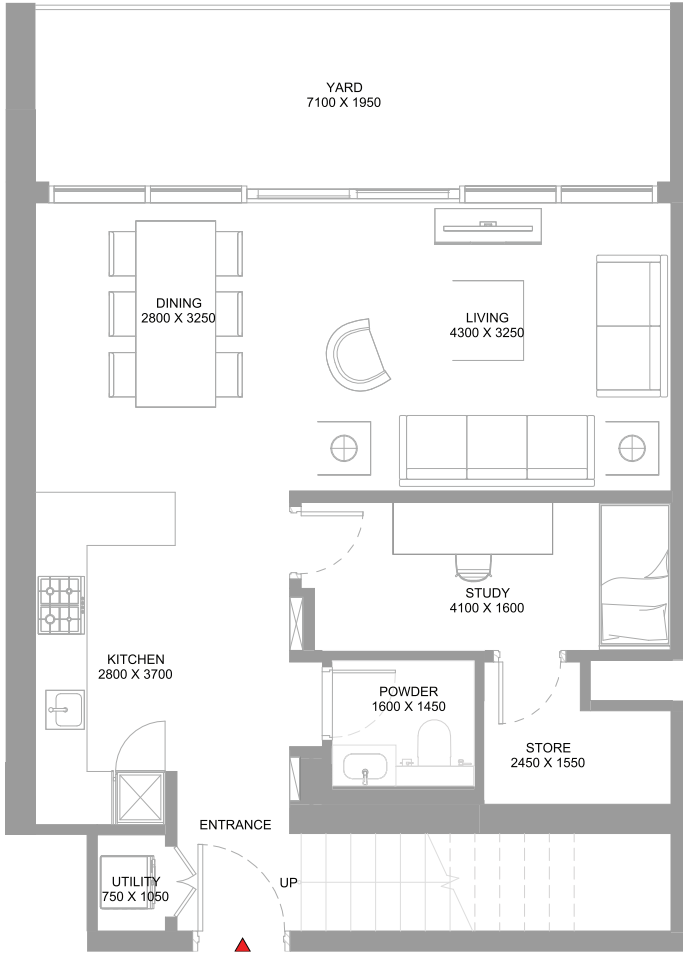 YARD
7100 X 1950
DINING
2800 X 3250
LIVING
4300 X 3250
STUDY
4100 X 1600
KITCHEN
2800 X 3700
POWDER
1600 X 1450
STORE
2450 X 1550
ENTRANCE
UTILITY
750 X 1050
UP